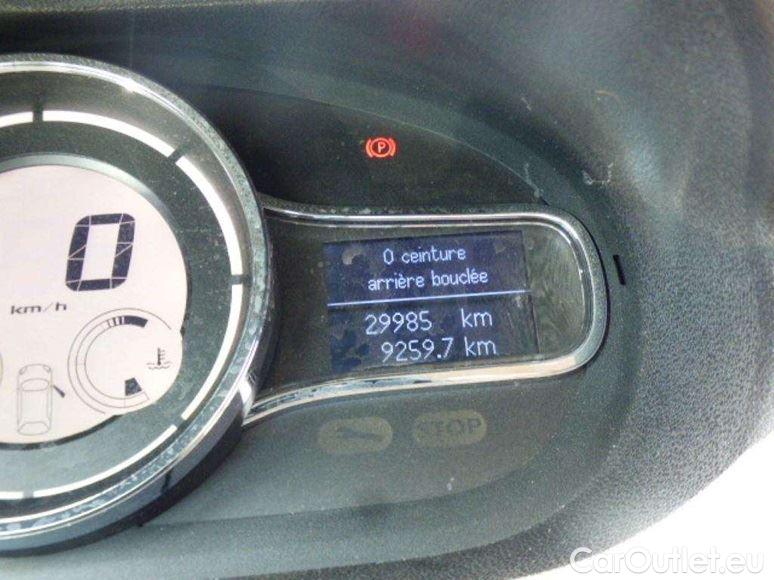 P
0
km/h
0 ceinture
arrière bouclée
29985 km
9259.7 km
STOP
CarOutlet.eu